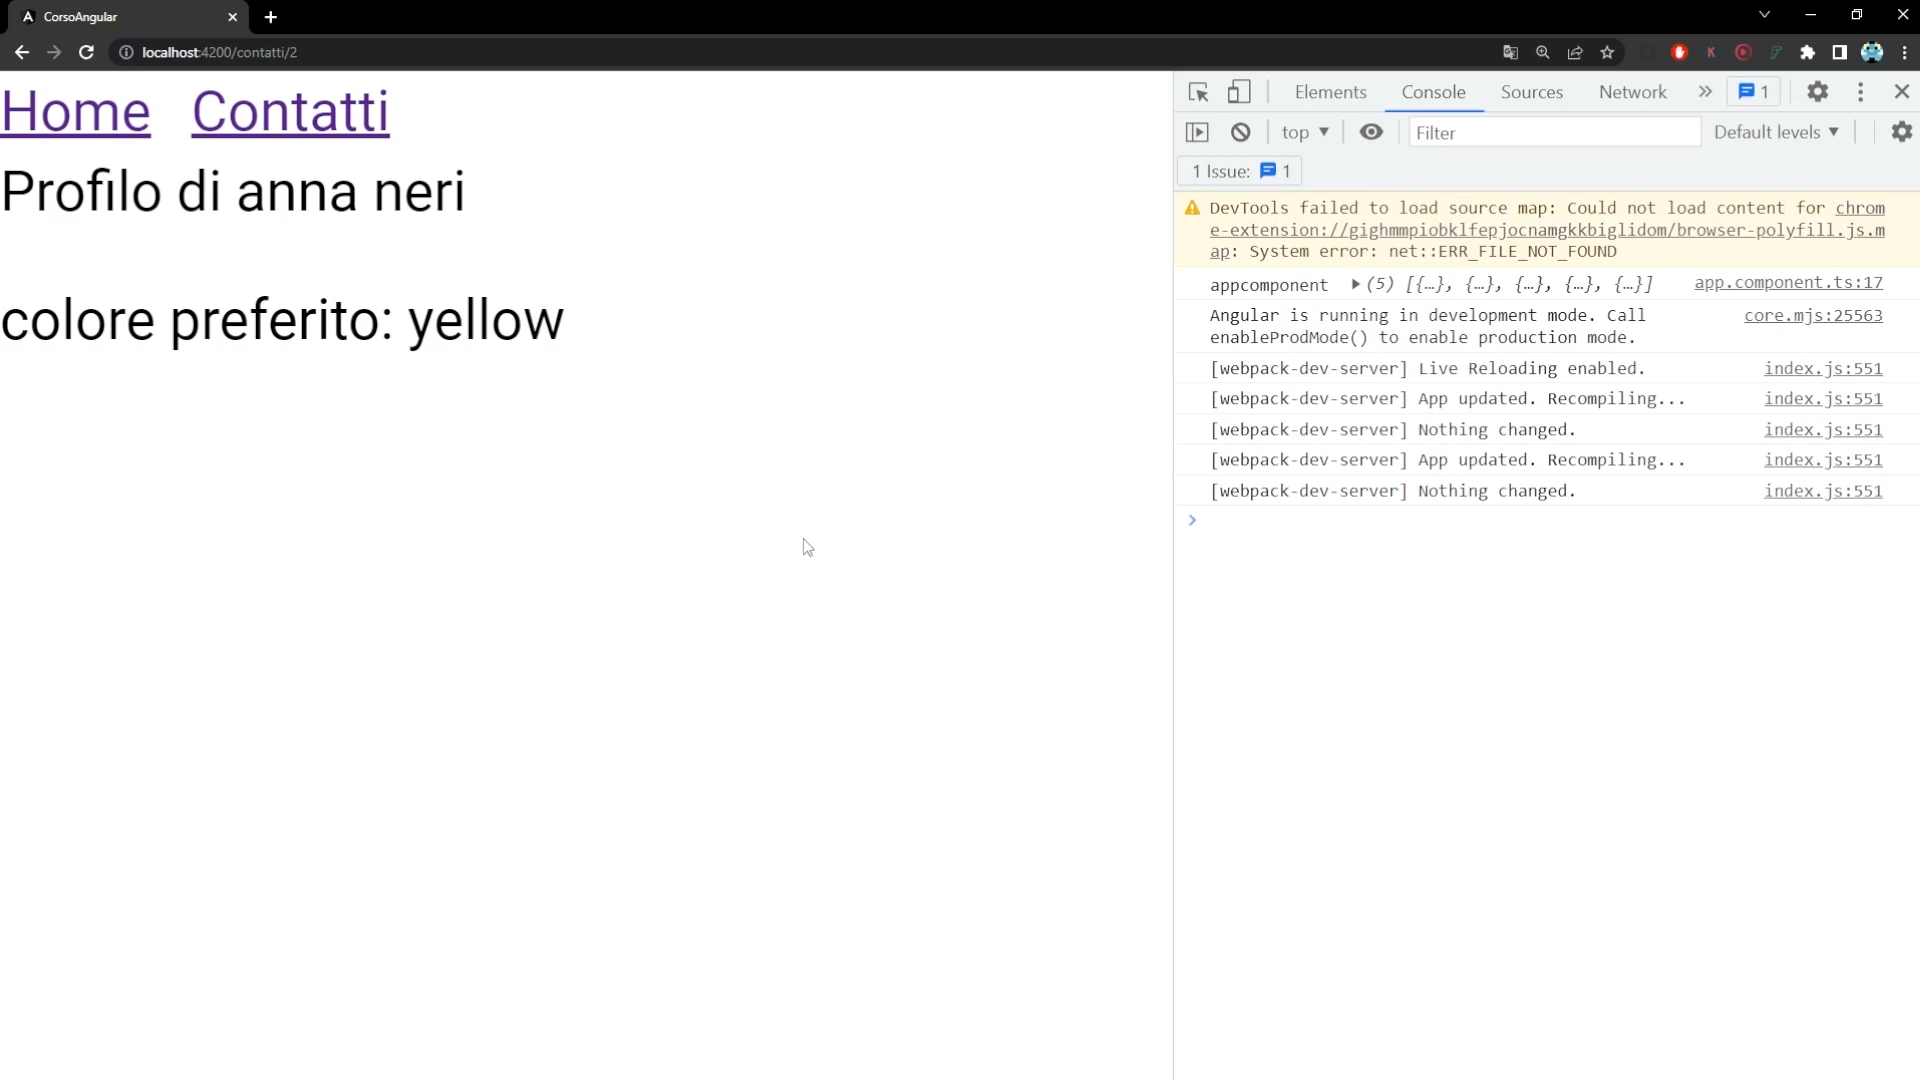 CorsoAngular
localhost:4200/contatti/2
Home Contatti
Profilo di anna neri
colore preferito: yellow
Elements Console Sources Network 1
top Filter Default levels
1 Issue: 1
DevTools failed to load source map: Could not load content for chrom
e-extension://gighmmpiobklfepjocnamgkkbiglidom/browser-polyfill.js.m
ap: System error: net::ERR_FILE_NOT_FOUND
appcomponent (5) [{…}, {…}, {…}, {…}, {…}] app.component.ts:17
Angular is running in development mode. Call core.mjs:25563
enableProdMode() to enable production mode.
[webpack-dev-server] Live Reloading enabled. index.js:551
[webpack-dev-server] App updated. Recompiling... index.js:551
[webpack-dev-server] Nothing changed. index.js:551
[webpack-dev-server] App updated. Recompiling... index.js:551
[webpack-dev-server] Nothing changed. index.js:551